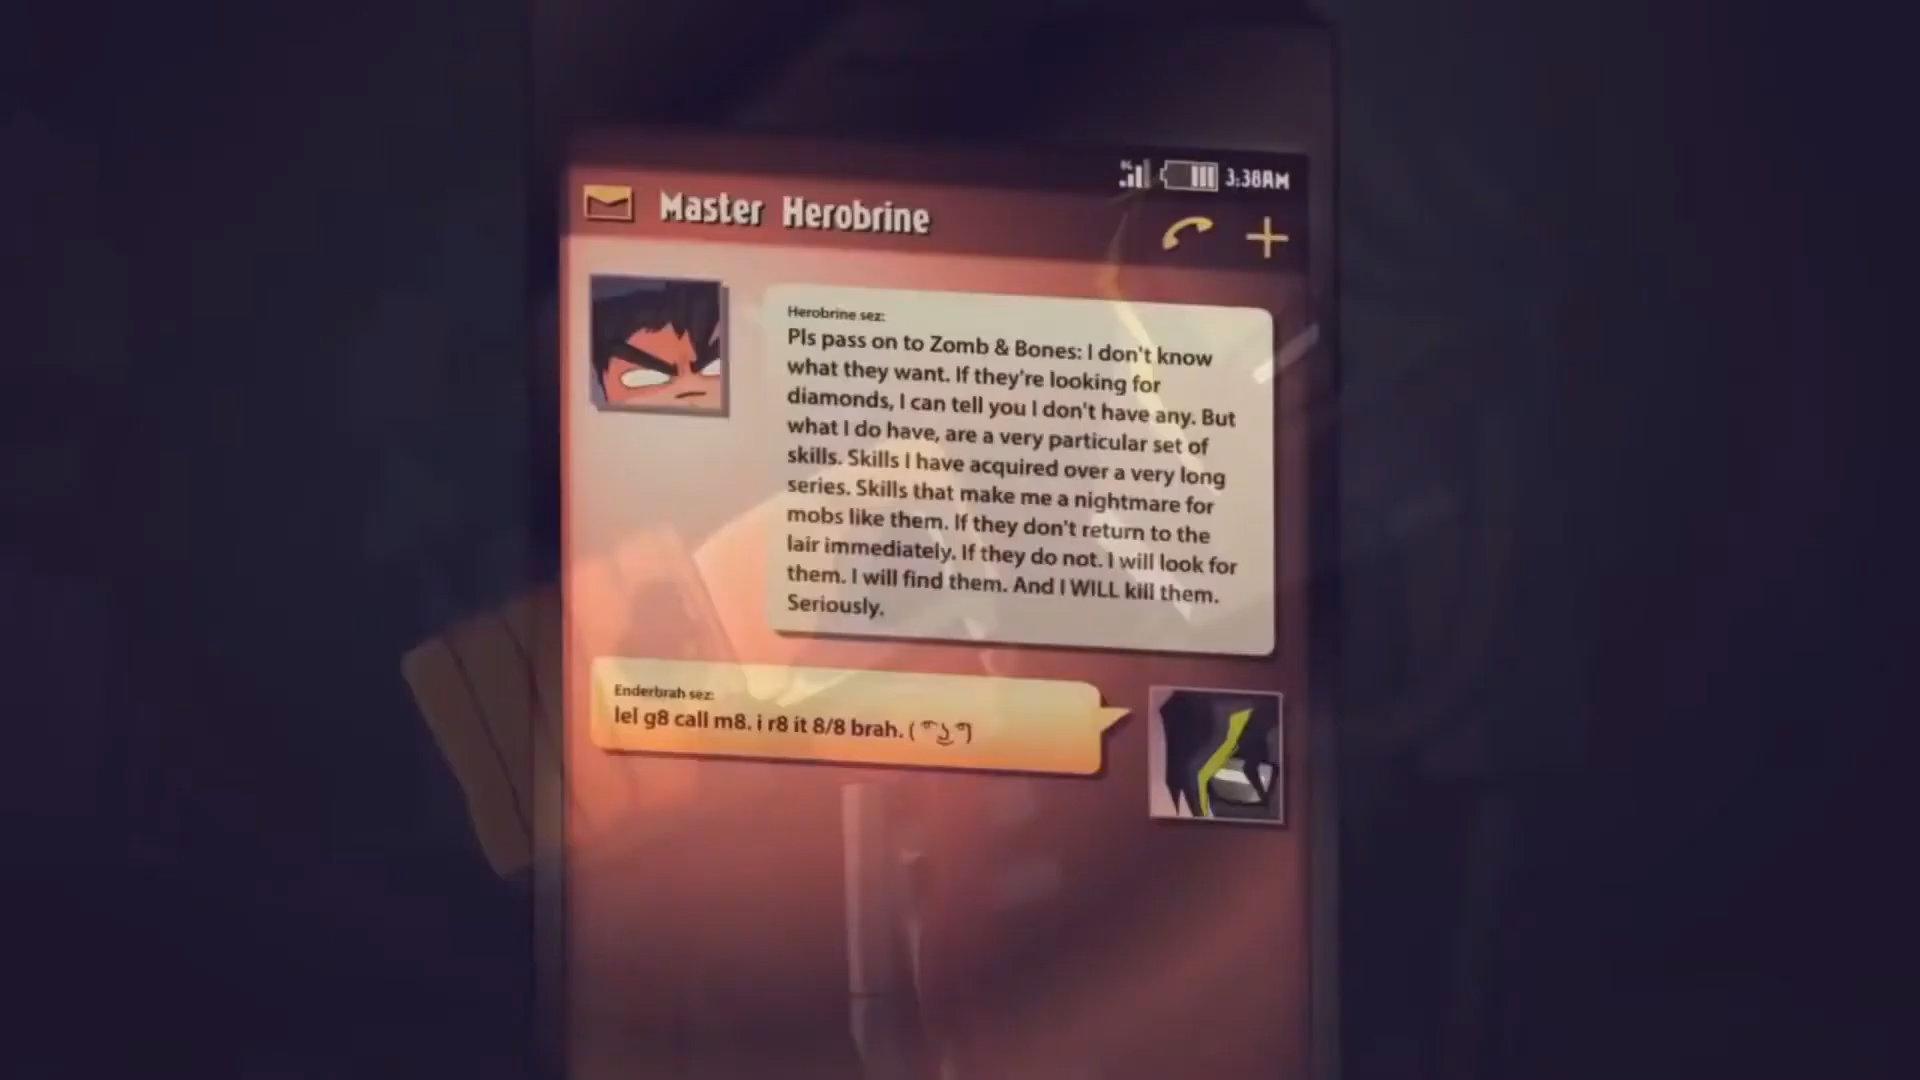 3:38AM
Master Herobrine
Herobrine sez:
Pls pass on to Zomb & Bones: I don't know
what they want. If they're looking for
diamonds, I can tell you I don't have any. But
what I do have, are a very particular set of
skills. Skills I have acquired over a very long
series. Skills that make me a nightmare for
mobs like them. If they don't return to the
lair immediately. If they do not. I will look for
them. I will find them. And I WILL kill them.
Seriously.
Enderbrah sez:
lel g8 call m8. i r8 it 8/8 brah. ( ͡° ͜ʖ ͡°)